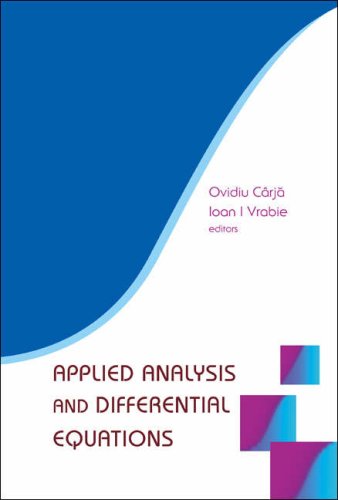 Ovidiu Cârjă
Ioan I Vrabie
editors
APPLIED ANALYSIS
AND DIFFERENTIAL
EQUATIONS